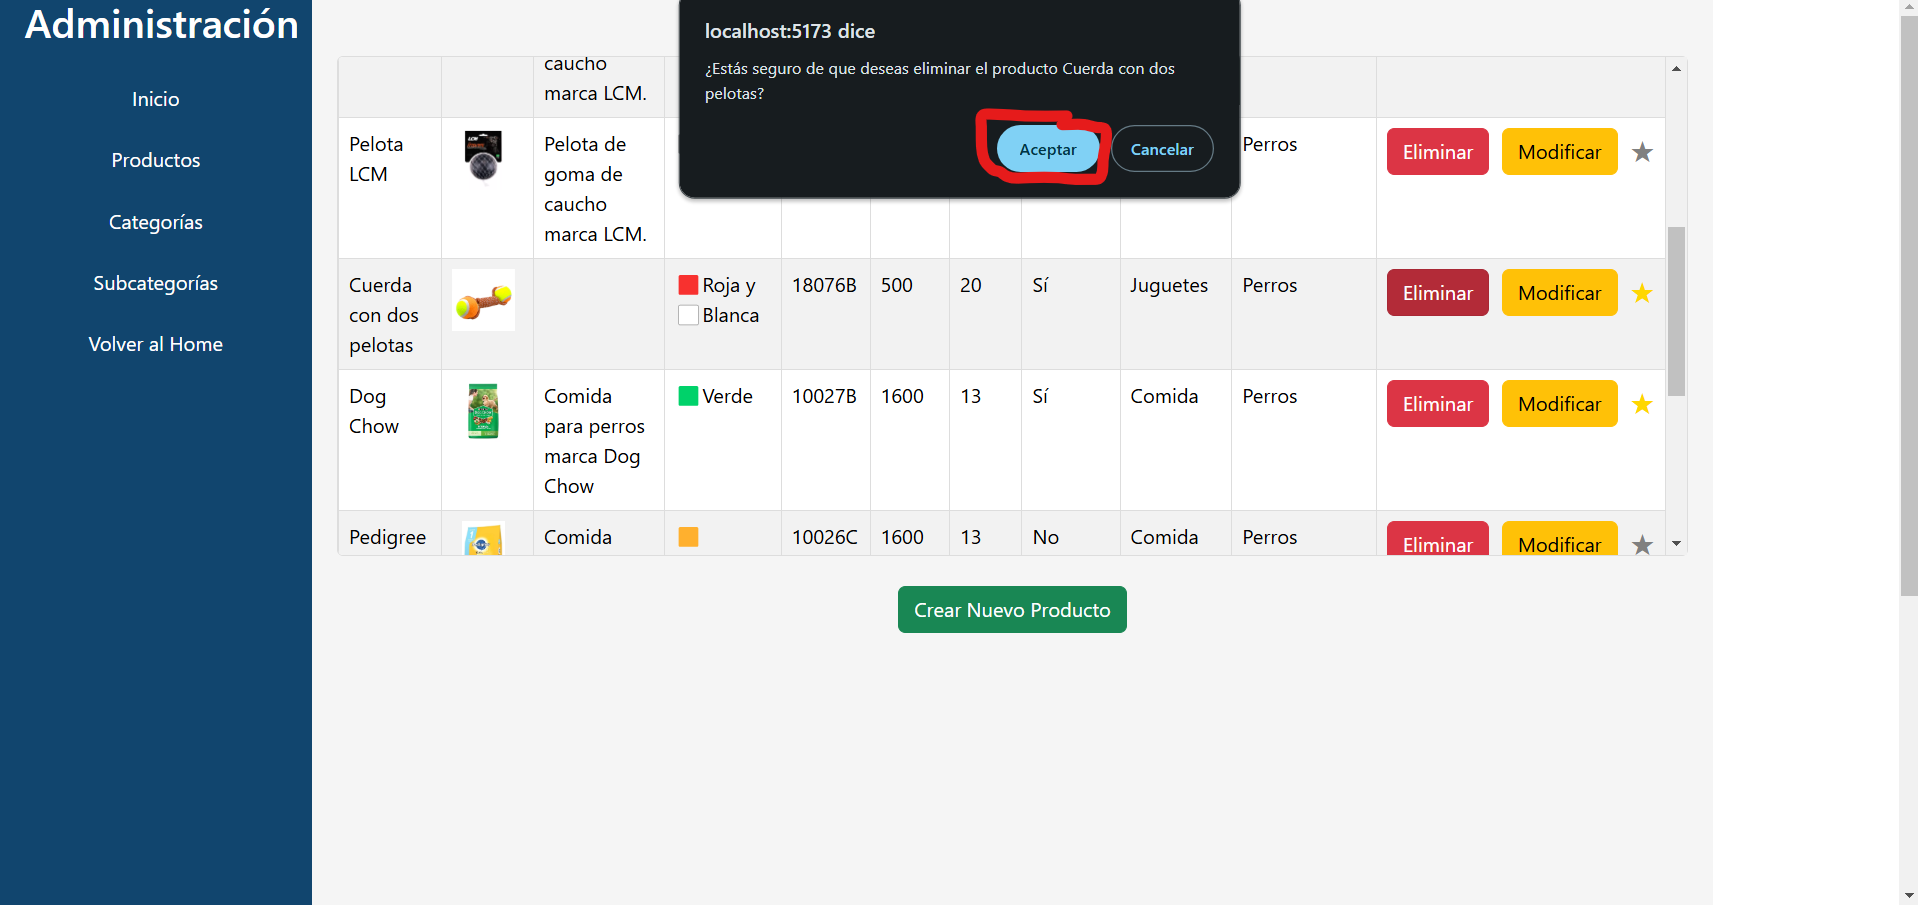 Administración
Inicio
Productos
Categorías
Subcategorías
Volver al Home
localhost:5173 dice
¿Estás seguro de que deseas eliminar el producto Cuerda con dos
pelotas?
Aceptar
Cancelar
caucho
marca LCM.
Pelota
LCM
LCM
Pelota de
goma de
caucho
marca LCM.
Perros
Eliminar
Modificar
Cuerda
con dos
pelotas
Roja y
Blanca
18076B
500
20
Sí
Juguetes
Perros
Eliminar
Modificar
Dog
Chow
Comida
para perros
marca Dog
Chow
Verde
10027B
1600
13
Sí
Comida
Perros
Eliminar
Modificar
Pedigree
Comida
10026C
1600
13
No
Comida
Perros
Eliminar
Modificar
Crear Nuevo Producto